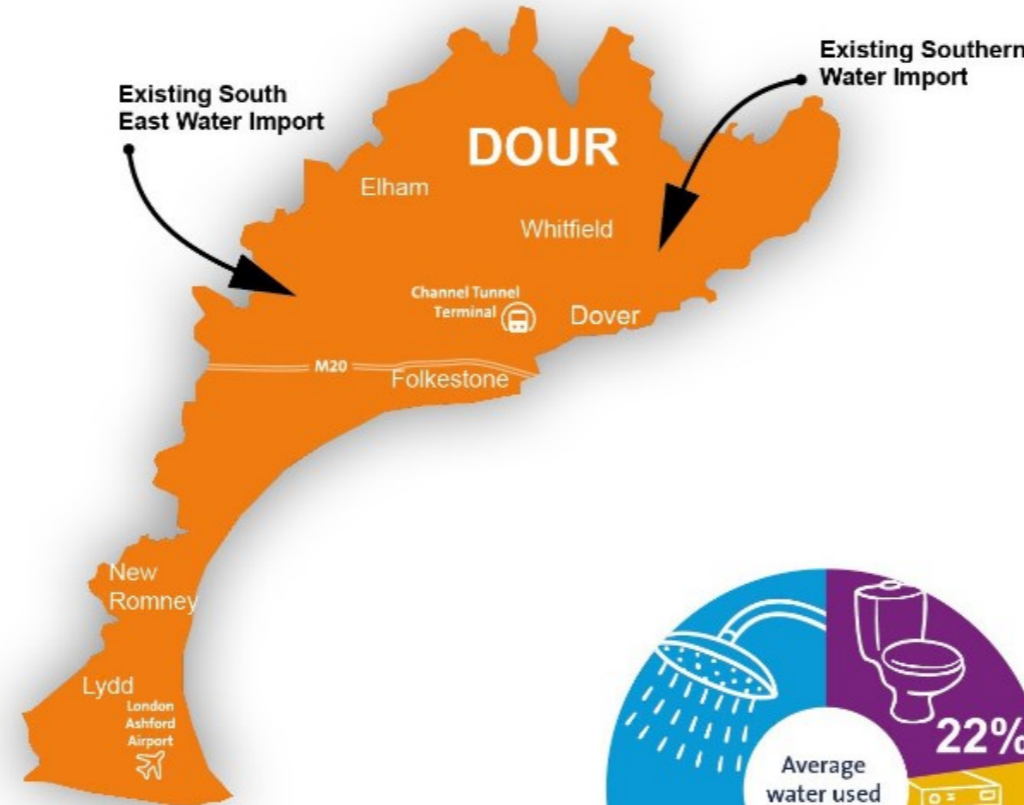 Existing Southern
Water Import
Existing South
East Water Import
DOUR
Elham
Whitfield
Channel Tunnel
Terminal
Dover
M20
Folkestone
New
Romney
Lydd
London
Ashford
Airport
22%
Average
water used